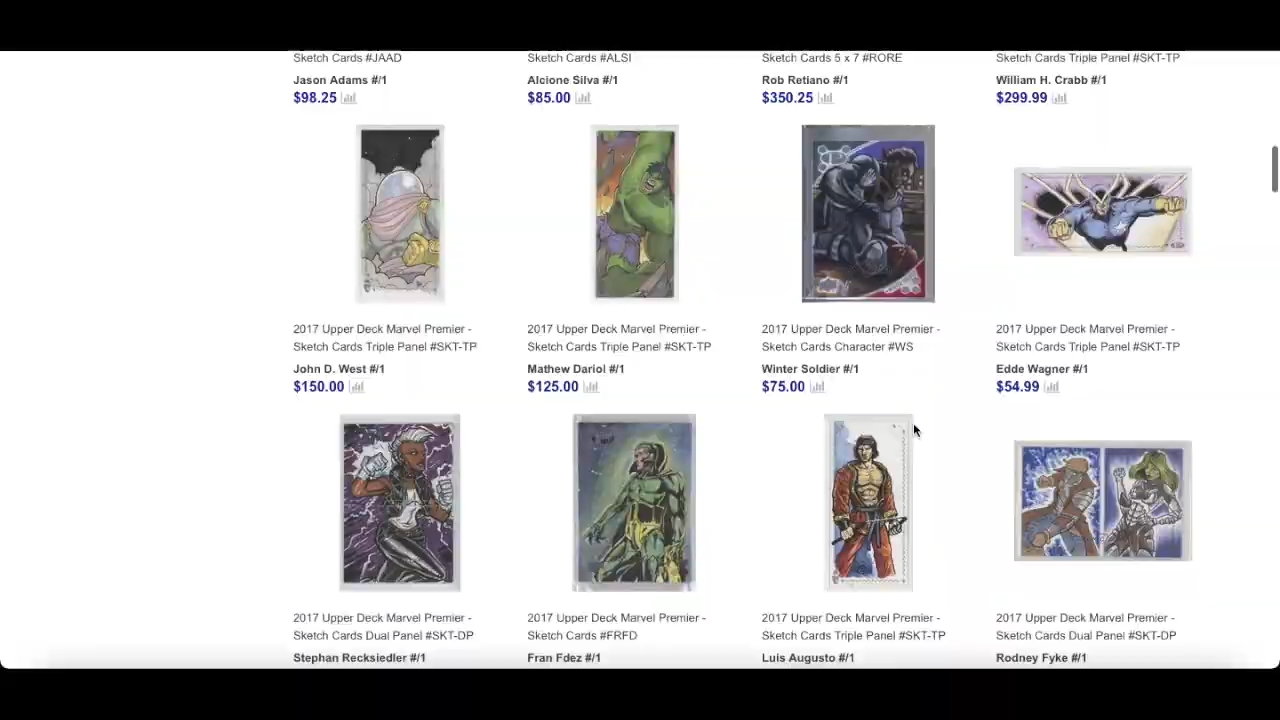 Sketch Cards #JAAD
Jason Adams #/1
$98.25
Sketch Cards #ALSI
Alcione Silva #/1
$85.00
Sketch Cards 5 x 7 #RORE
Rob Retiano #/1
$350.25
Sketch Cards Triple Panel #SKT-TP
William H. Crabb #/1
$299.99
2017 Upper Deck Marvel Premier -
Sketch Cards Triple Panel #SKT-TP
John D. West #/1
$150.00
2017 Upper Deck Marvel Premier -
Sketch Cards Triple Panel #SKT-TP
Mathew Dariol #/1
$125.00
2017 Upper Deck Marvel Premier -
Sketch Cards Character #WS
Winter Soldier #/1
$75.00
2017 Upper Deck Marvel Premier -
Sketch Cards Triple Panel #SKT-TP
Edde Wagner #/1
$54.99
2017 Upper Deck Marvel Premier -
Sketch Cards Dual Panel #SKT-DP
Stephan Recksiedler #/1
2017 Upper Deck Marvel Premier -
Sketch Cards #FRFD
Fran Fdez #/1
2017 Upper Deck Marvel Premier -
Sketch Cards Triple Panel #SKT-TP
Luis Augusto #/1
2017 Upper Deck Marvel Premier -
Sketch Cards Dual Panel #SKT-DP
Rodney Fyke #/1